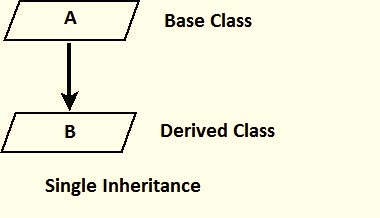 A
Base Class
B
Derived Class
Single Inheritance